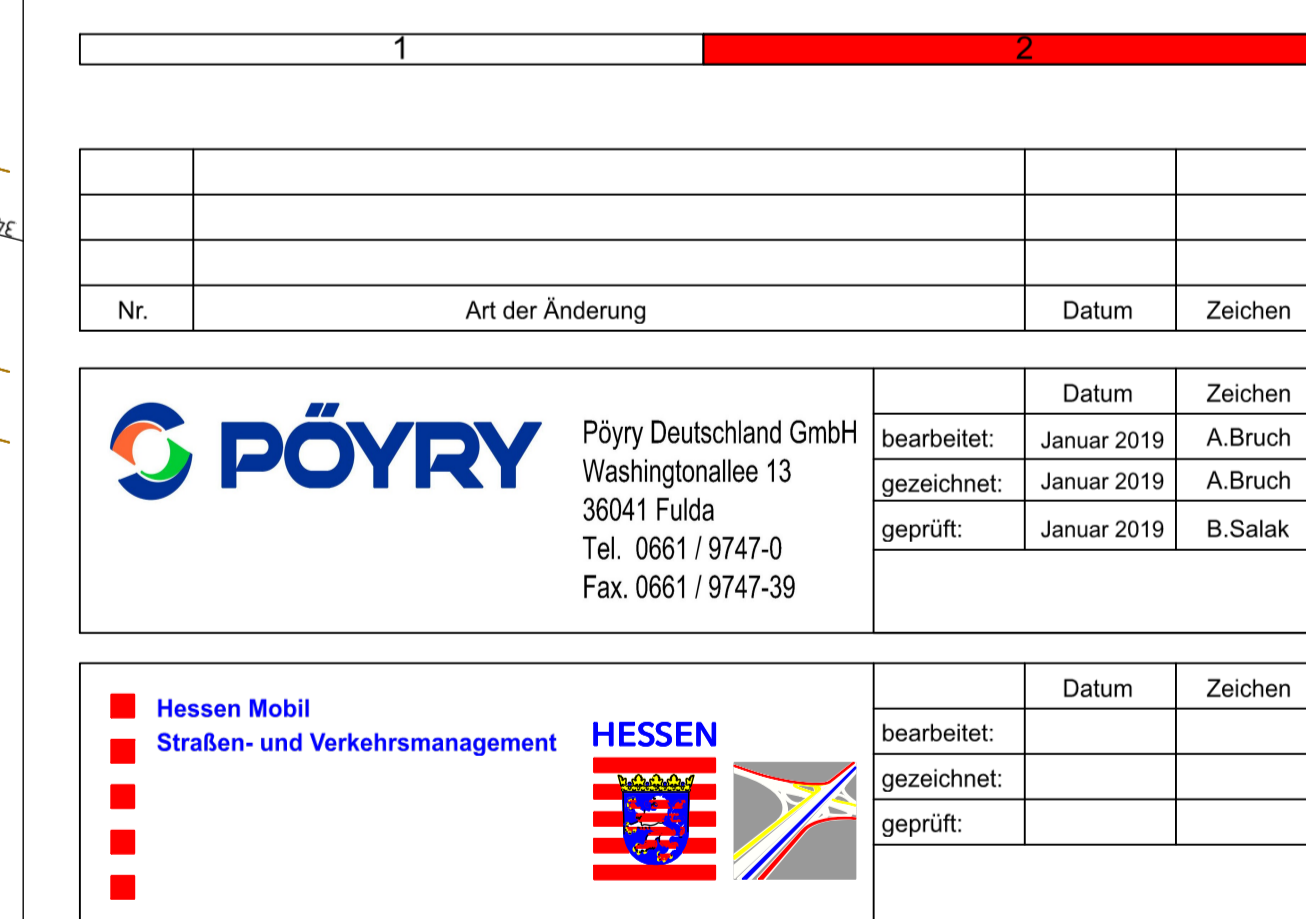 1 2
Nr. Art der Änderung Datum Zeichen
PÖYRY
Pöyry Deutschland GmbH
Washingtonallee 13
36041 Fulda
Tel. 0661 / 9747-0
Fax. 0661 / 9747-39
Datum Zeichen
bearbeitet: Januar 2019 A.Bruch
gezeichnet: Januar 2019 A.Bruch
geprüft: Januar 2019 B.Salak
Hessen Mobil
Straßen- und Verkehrsmanagement
HESSEN
Datum Zeichen
bearbeitet:
gezeichnet:
geprüft: